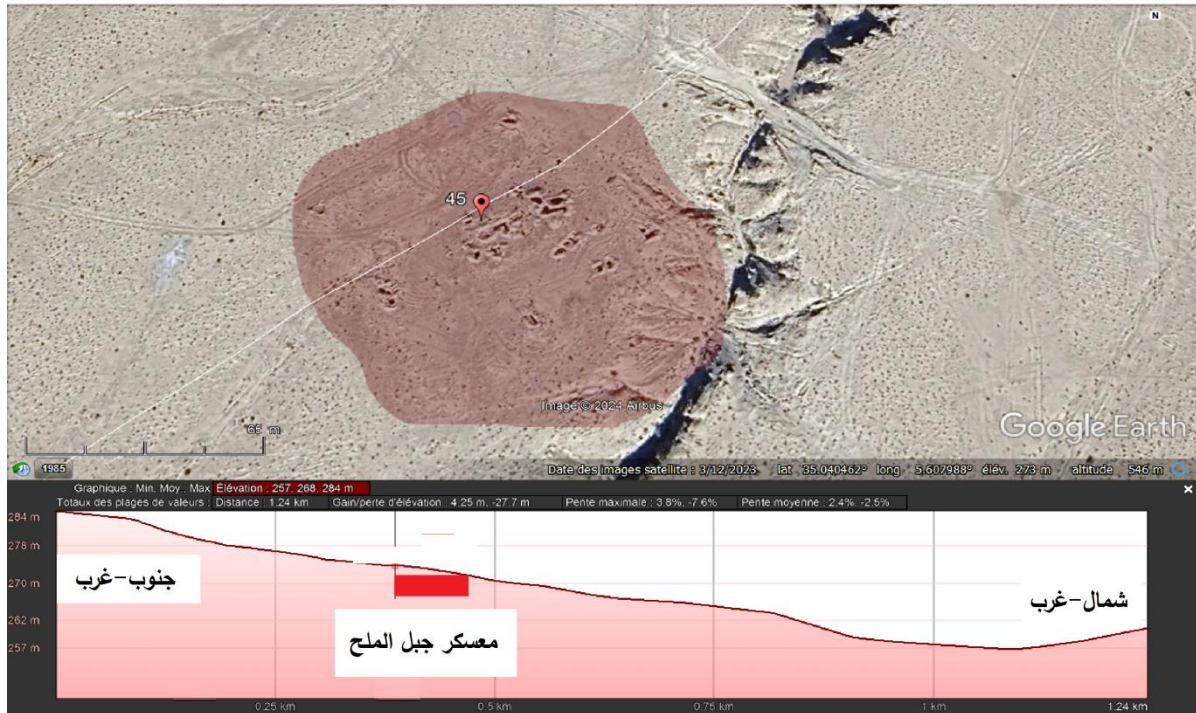 N
45
65 m
Image © 2024 Airbus
Google Earth
1985
Date des images satellite : 3/12/2023 lat 35.040462° long 5.607988° élév. 273 m altitude 546 m
Graphique : Min. Moy.. Max. Élévation : 257, 268, 284 m
Totaux des plages de valeurs : Distance : 1.24 km Gain/perte d'élévation : 4.25 m, -27.7 m Pente maximale : 3.8%, -7.6% Pente moyenne : 2.4%, -2.5%
284 m
278 m
270 m
262 m
257 m
جنوب-غرب
معسكر جبل الملح
شمال-غرب
0.25 km
0.5 km
0.75 km
1 km
1.24 km